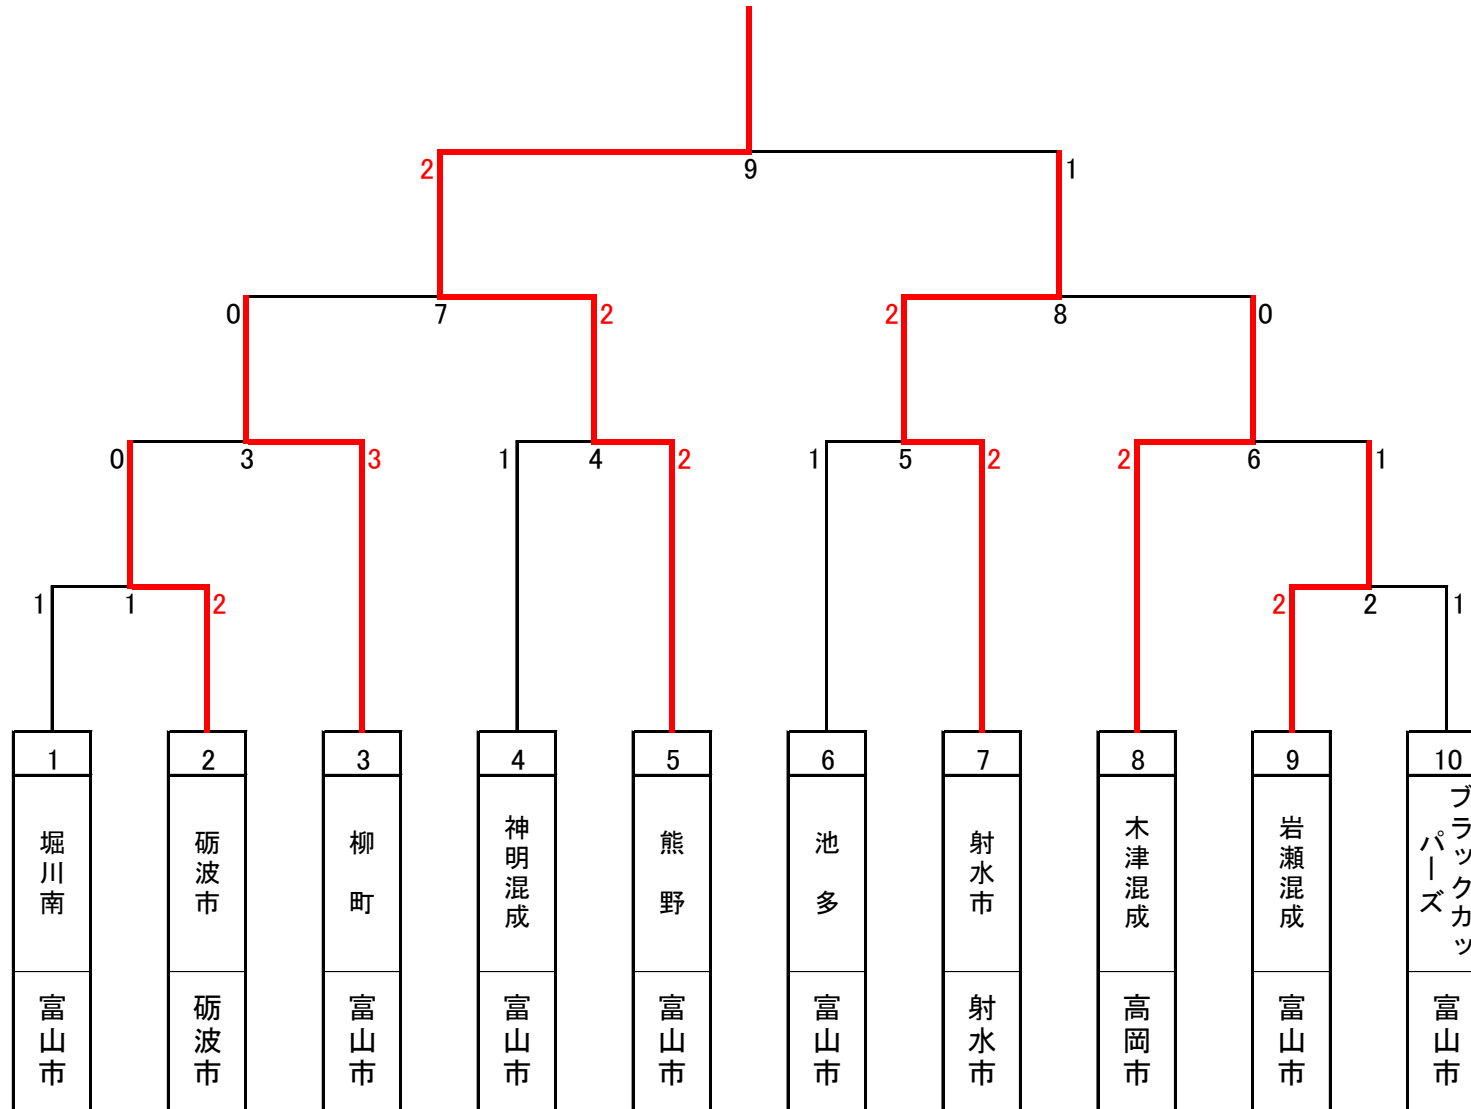 2 9 1
0 7 2 2 8 0
0 3 3 1 4 2 1 5 2 2 6 1
1 1 2 2 2 1
1 2 3 4 5 6 7 8 9 10
堀川南
砺波市
柳町
神明混成
熊野
池多
射水市
木津混成
岩瀬混成
ブラックカッ
パーズ
富山市
砺波市
富山市
富山市
富山市
富山市
射水市
高岡市
富山市
富山市